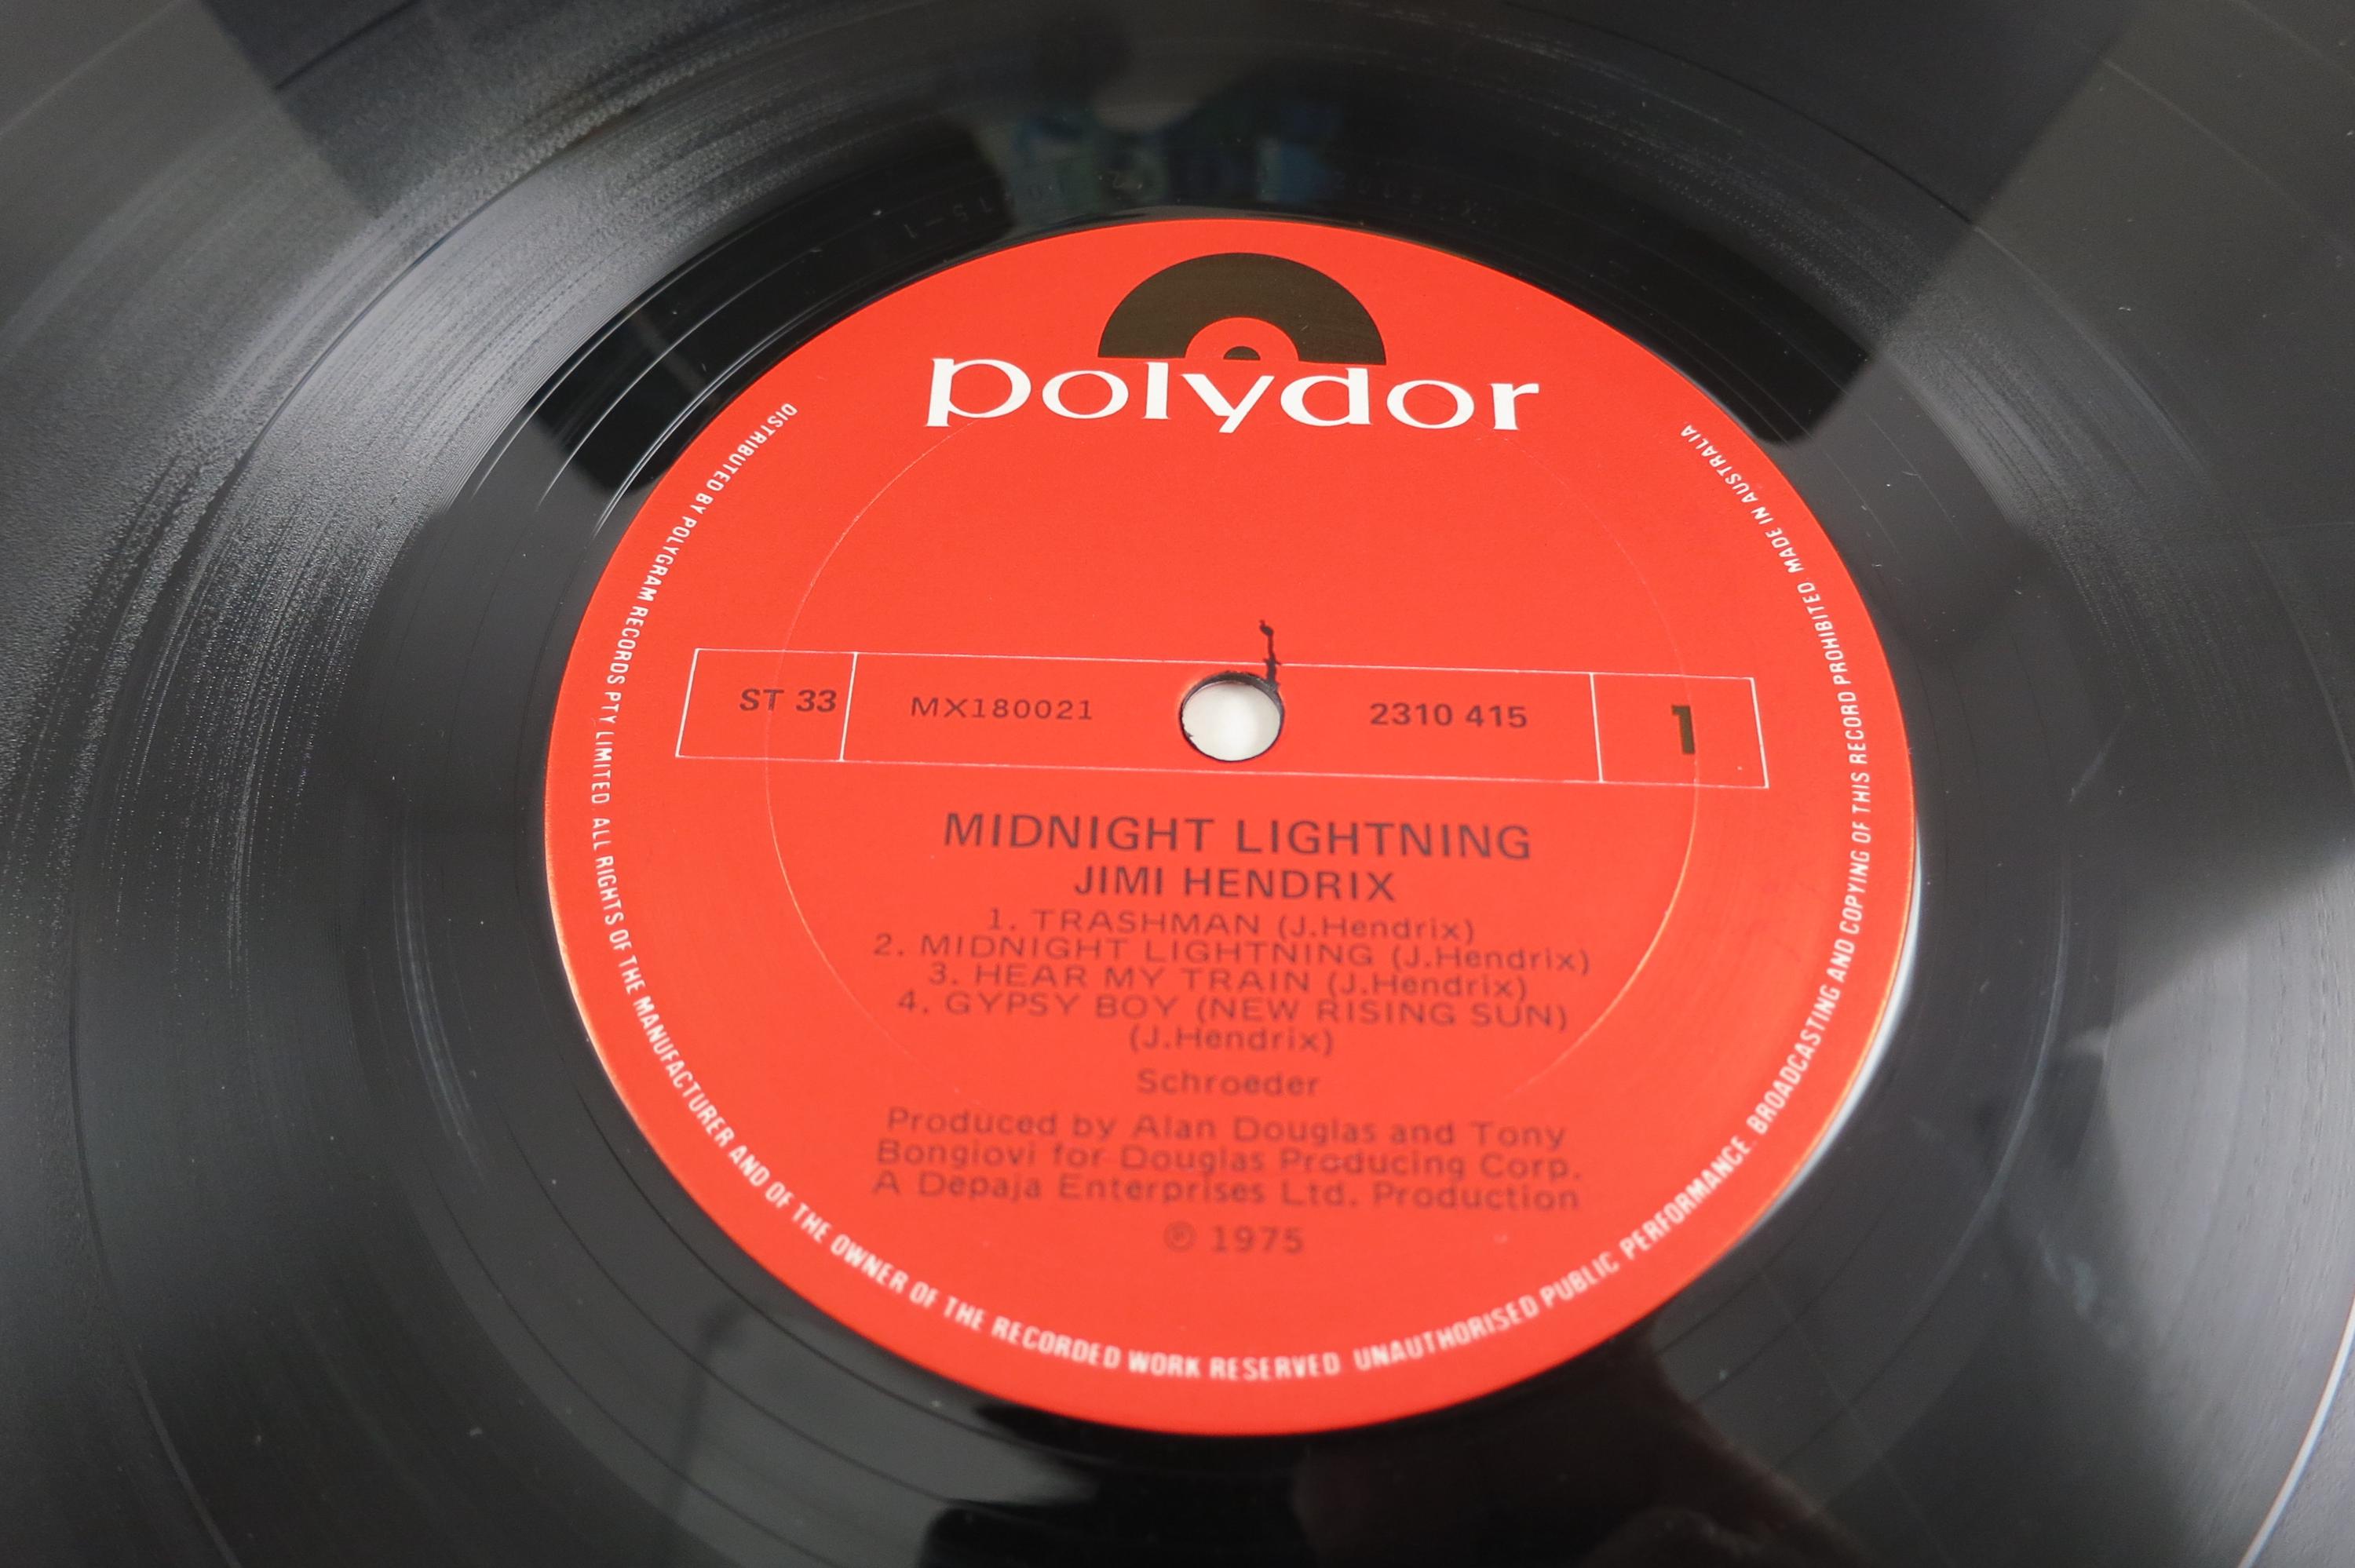 polydor
DISTRIBUTED BY POLYGRAM RECORDS PTY LIMITED. ALL RIGHTS OF THE MANUFACTURER AND OF THE OWNER OF THE RECORDED WORK RESERVED. UNAUTHORISED PUBLIC PERFORMANCE. BROADCASTING AND COPYING OF THIS RECORD PROHIBITED. MADE IN AUSTRALIA
ST 33 MX180021 2310 415 1
MIDNIGHT LIGHTNING
JIMI HENDRIX
1. TRASHMAN (J.Hendrix)
2. MIDNIGHT LIGHTNING (J.Hendrix)
3. HEAR MY TRAIN (J.Hendrix)
4. GYPSY BOY (NEW RISING SUN)
(J.Hendrix)
Schroeder
Produced by Alan Douglas and Tony
Bongiovi for Douglas Producing Corp.
A Depaja Enterprises Ltd. Production
℗ 1975